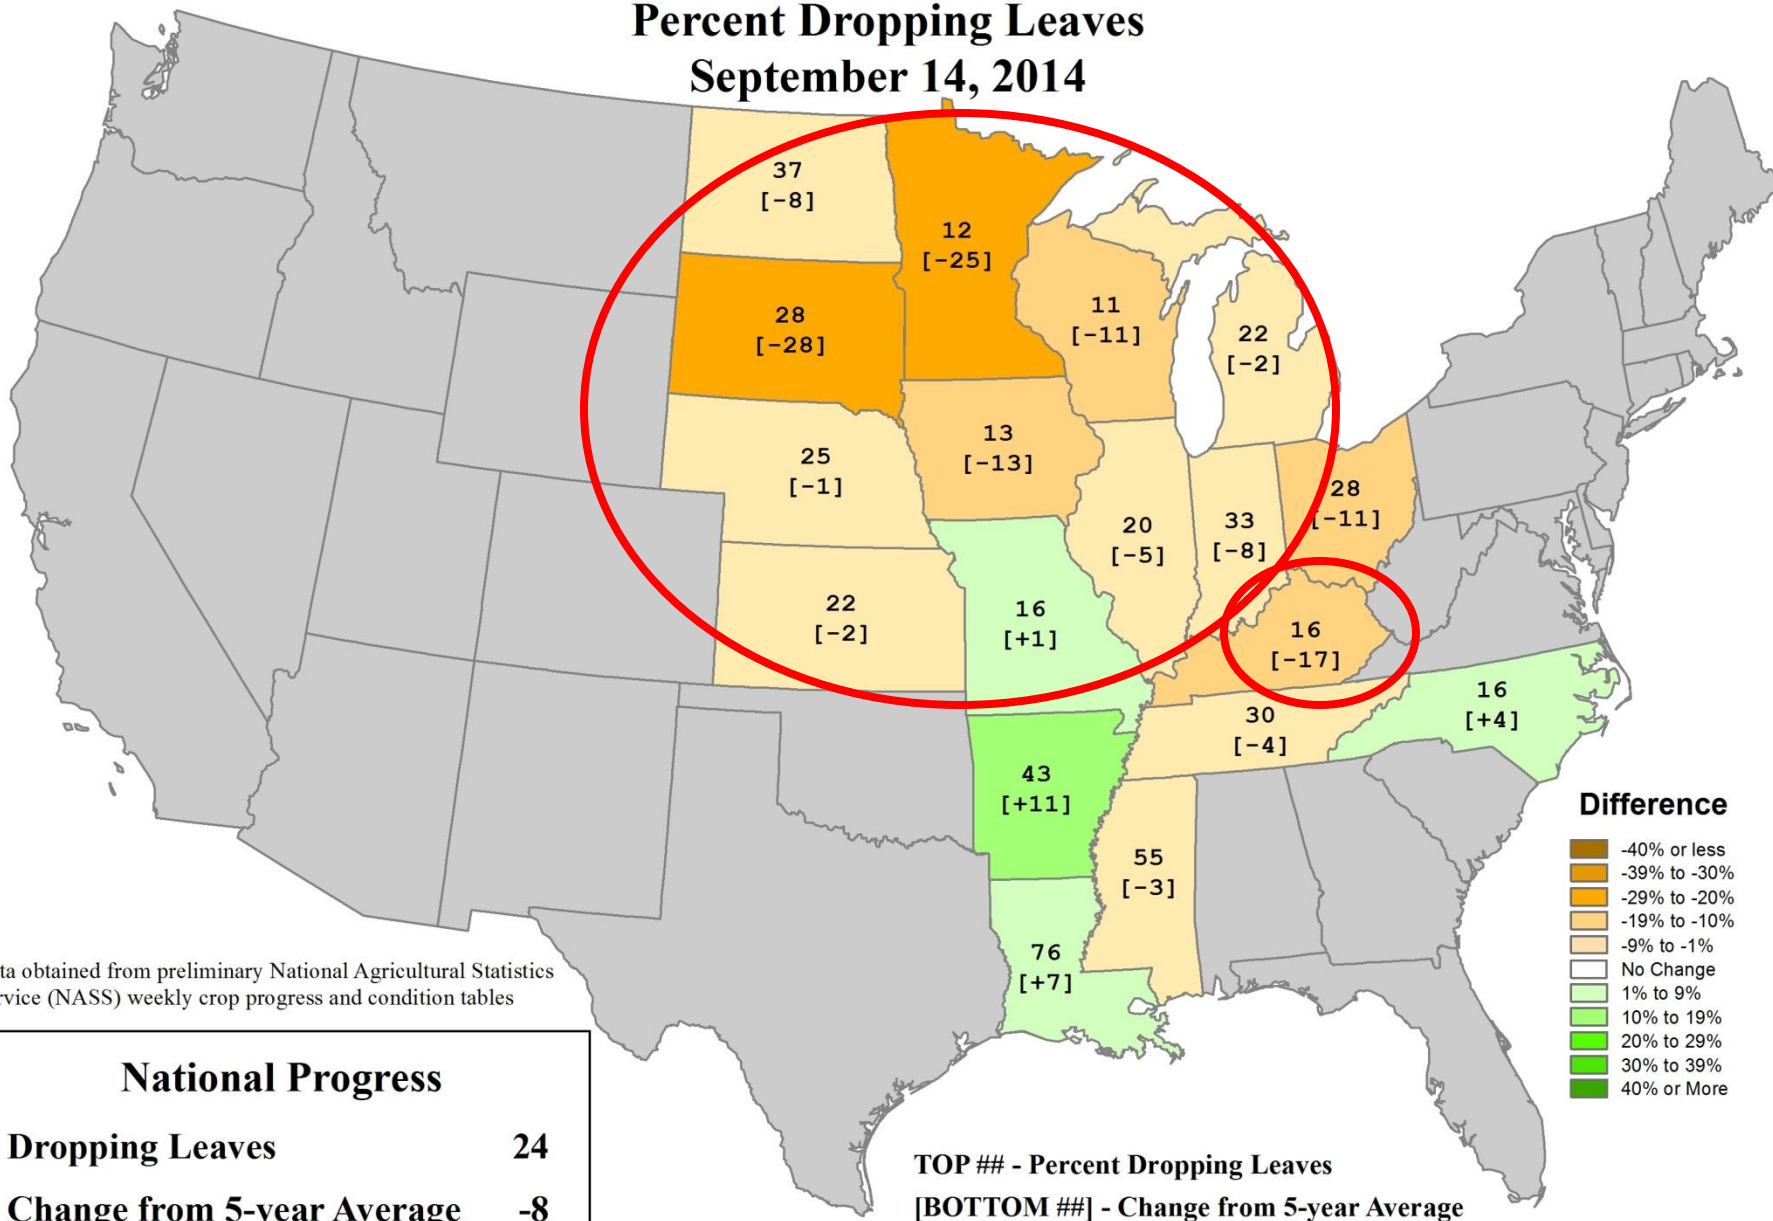 Percent Dropping Leaves
September 14, 2014
37
[-8]
12
[-25]
28
[-28]
11
[-11]
22
[-2]
25
[-1]
13
[-13]
20
[-5]
33
[-8]
28
[-11]
22
[-2]
16
[+1]
16
[-17]
30
[-4]
16
[+4]
43
[+11]
55
[-3]
76
[+7]
Difference
-40% or less
-39% to -30%
-29% to -20%
-19% to -10%
-9% to -1%
No Change
1% to 9%
10% to 19%
20% to 29%
30% to 39%
40% or More
ta obtained from preliminary National Agricultural Statistics
rvice (NASS) weekly crop progress and condition tables
National Progress
Dropping Leaves 24
Change from 5-year Average -8
TOP ## - Percent Dropping Leaves
[BOTTOM ##] - Change from 5-year Average